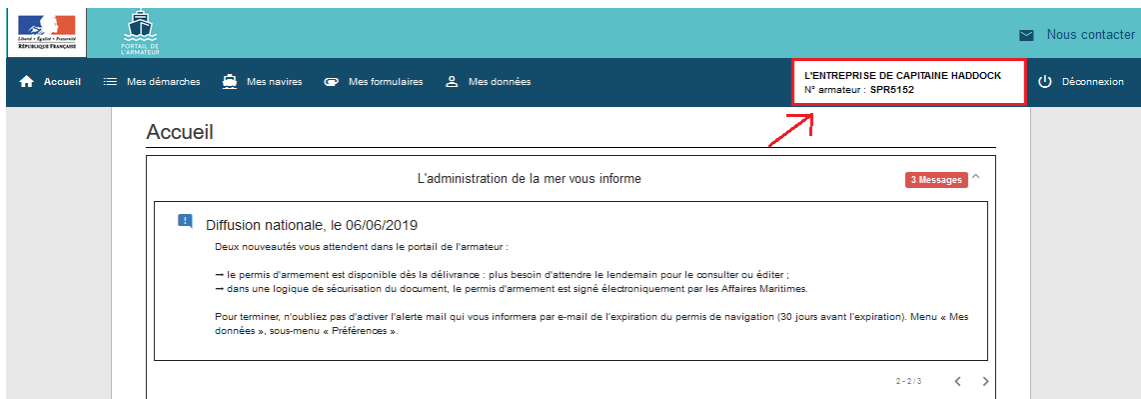 Liberté • Égalité • Fraternité
RÉPUBLIQUE FRANÇAISE
PORTAIL DE
L'ARMATEUR
Nous contacter
Accueil
Mes démarches
Mes navires
Mes formulaires
Mes données
L'ENTREPRISE DE CAPITAINE HADDOCK
N° armateur : SPR5152
Déconnexion
Accueil
L'administration de la mer vous informe
3 Messages
Diffusion nationale, le 06/06/2019
Deux nouveautés vous attendent dans le portail de l'armateur :
→ le permis d'armement est disponible dès la délivrance : plus besoin d'attendre le lendemain pour le consulter ou éditer ;
→ dans une logique de sécurisation du document, le permis d'armement est signé électroniquement par les Affaires Maritimes.
Pour terminer, n'oubliez pas d'activer l'alerte mail qui vous informera par e-mail de l'expiration du permis de navigation (30 jours avant l'expiration). Menu « Mes
données », sous-menu « Préférences ».
2 - 2 / 3